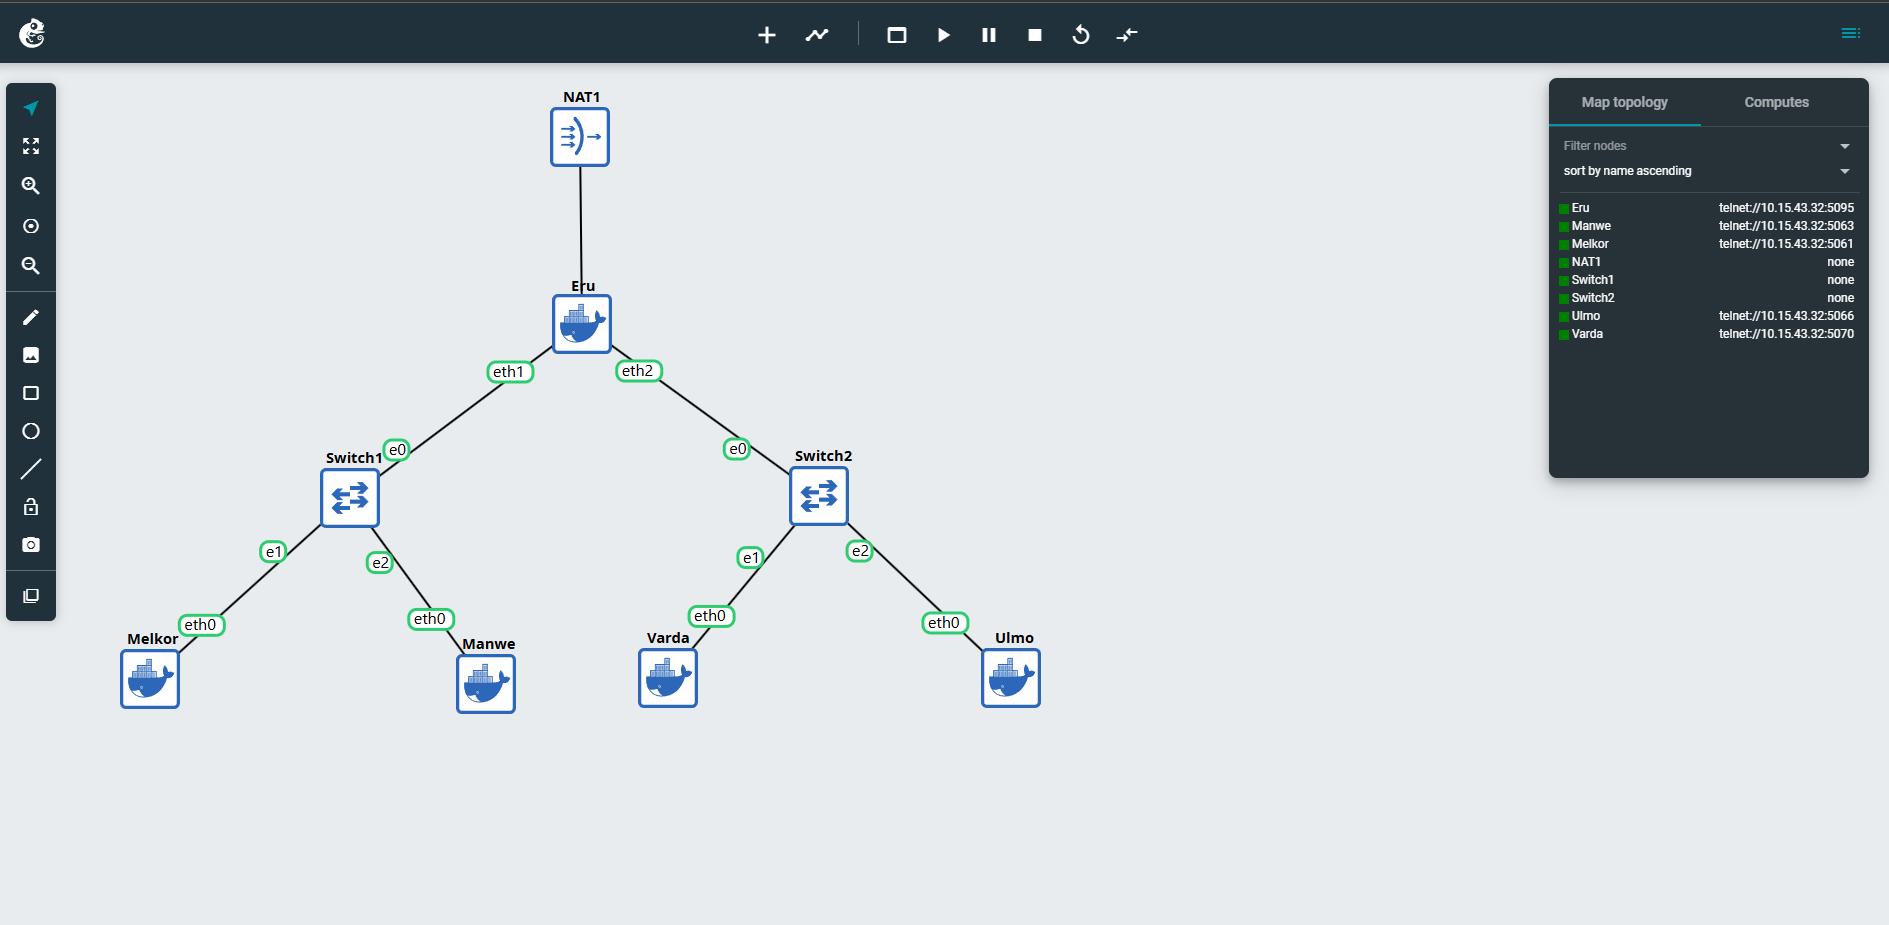 NAT1
Eru
eth1
eth2
Switch1
e0
e0
Switch2
e1
e2
e1
e2
eth0
eth0
eth0
eth0
Melkor
Manwe
Varda
Ulmo
Map topology
Computes
Filter nodes
sort by name ascending
Eru telnet://10.15.43.32:5095
Manwe telnet://10.15.43.32:5063
Melkor telnet://10.15.43.32:5061
NAT1 none
Switch1 none
Switch2 none
Ulmo telnet://10.15.43.32:5066
Varda telnet://10.15.43.32:5070